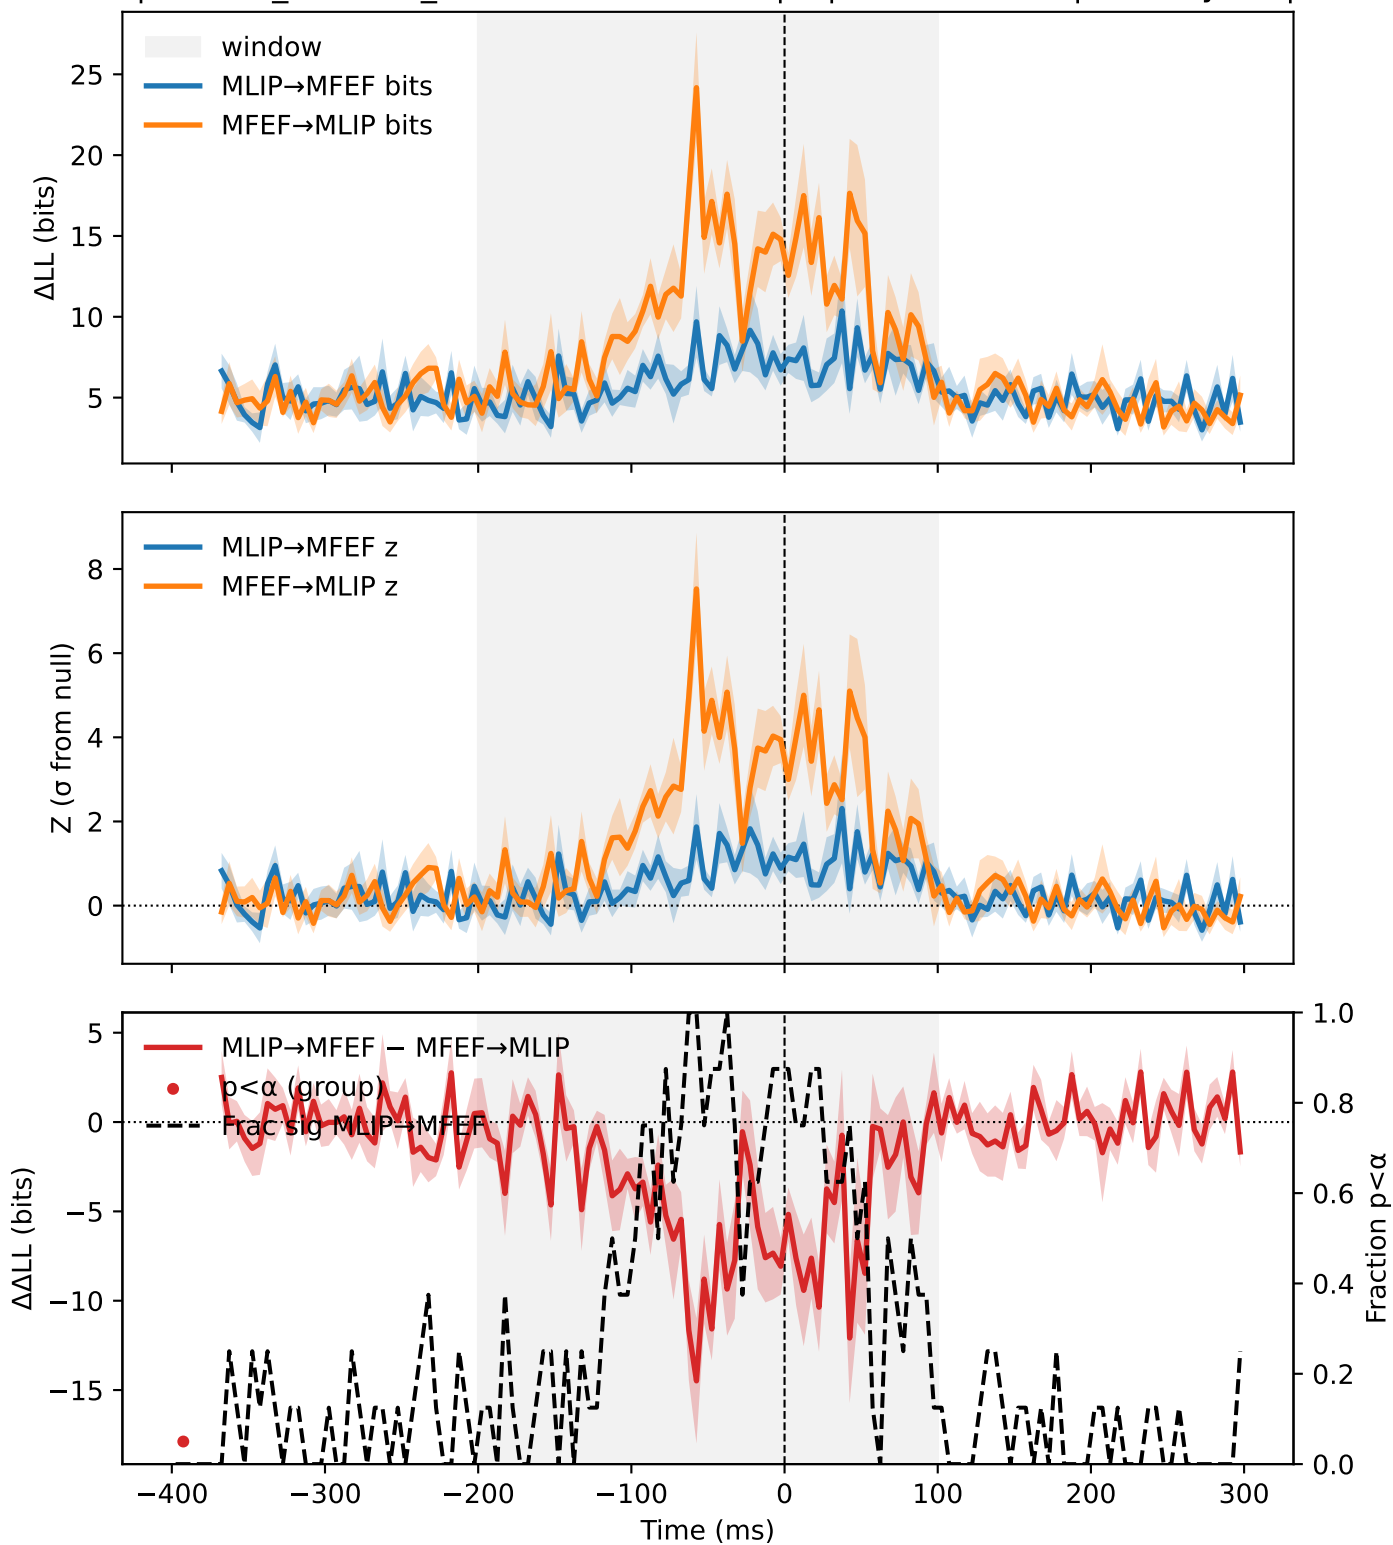 window
MLIP→MFEF bits
MFEF→MLIP bits
25
20
15
10
5
ΔLL (bits)
MLIP→MFEF z
MFEF→MLIP z
8
6
4
2
0
Z (σ from null)
MLIP→MFEF − MFEF→MLIP
p<α (group)
Frac sig MLIP→MFEF
5
0
−5
−10
−15
ΔΔLL (bits)
1.0
0.8
0.6
0.4
0.2
0.0
Fraction p<α
−400 −300 −200 −100 0 100 200 300
Time (ms)